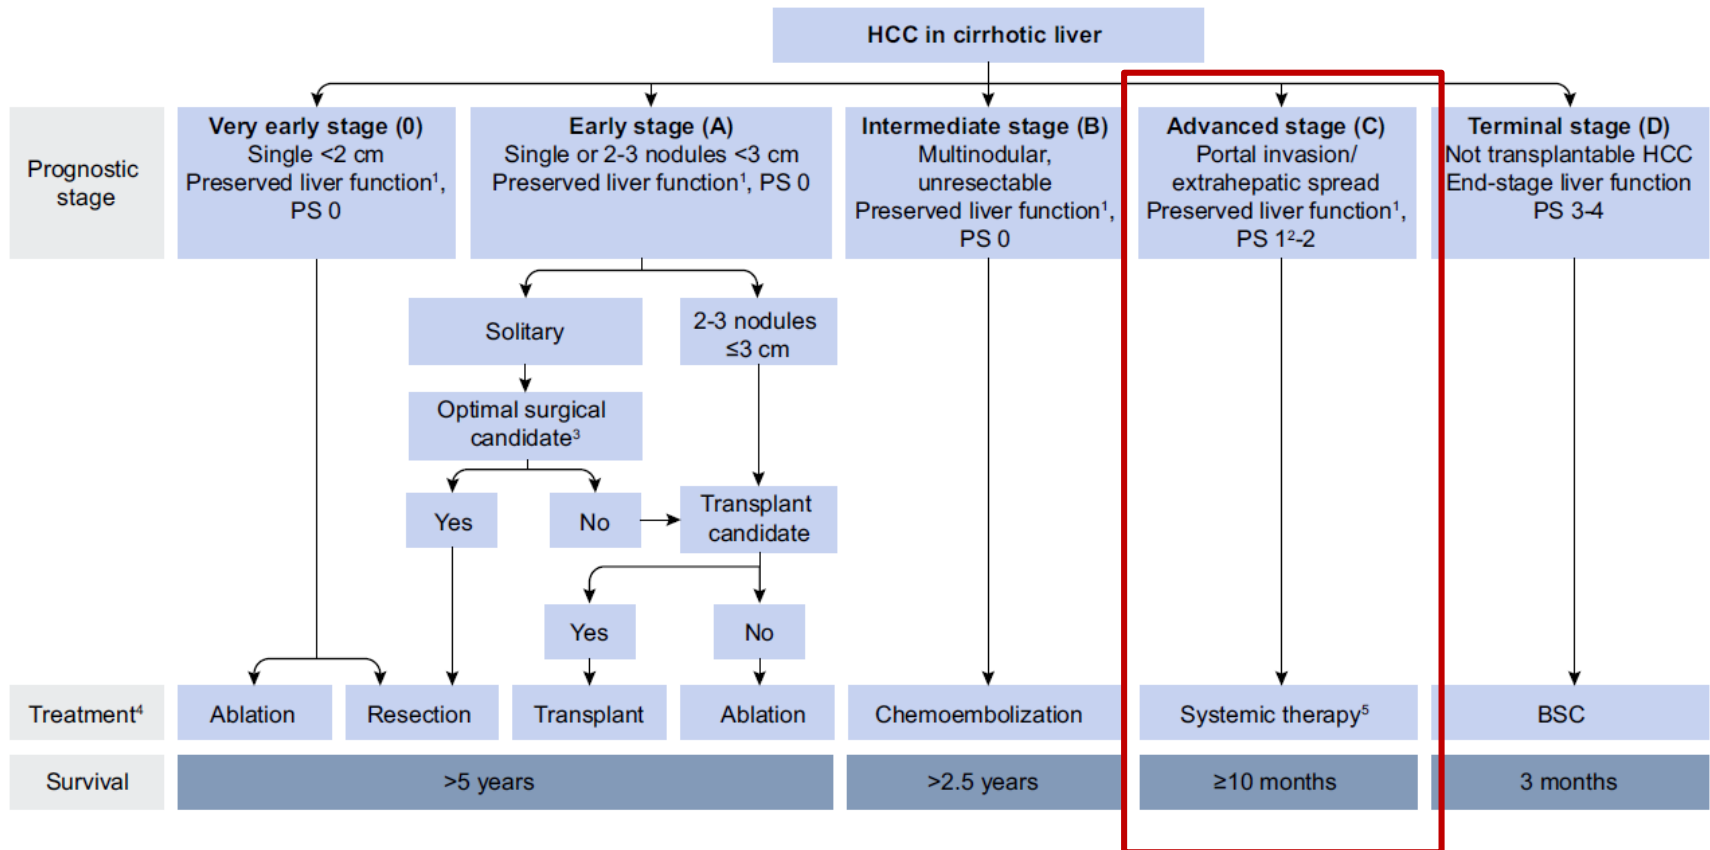 HCC in cirrhotic liver
Prognostic
stage
Very early stage (0)
Single <2 cm
Preserved liver function¹,
PS 0
Early stage (A)
Single or 2-3 nodules <3 cm
Preserved liver function¹, PS 0
Intermediate stage (B)
Multinodular,
unresectable
Preserved liver function¹,
PS 0
Advanced stage (C)
Portal invasion/
extrahepatic spread
Preserved liver function¹,
PS 1²-2
Terminal stage (D)
Not transplantable HCC
End-stage liver function
PS 3-4
Solitary
2-3 nodules
≤3 cm
Optimal surgical
candidate³
Yes
No
Transplant
candidate
Yes
No
Treatment⁴
Ablation
Resection
Transplant
Ablation
Chemoembolization
Systemic therapy⁵
BSC
Survival
>5 years
>2.5 years
≥10 months
3 months